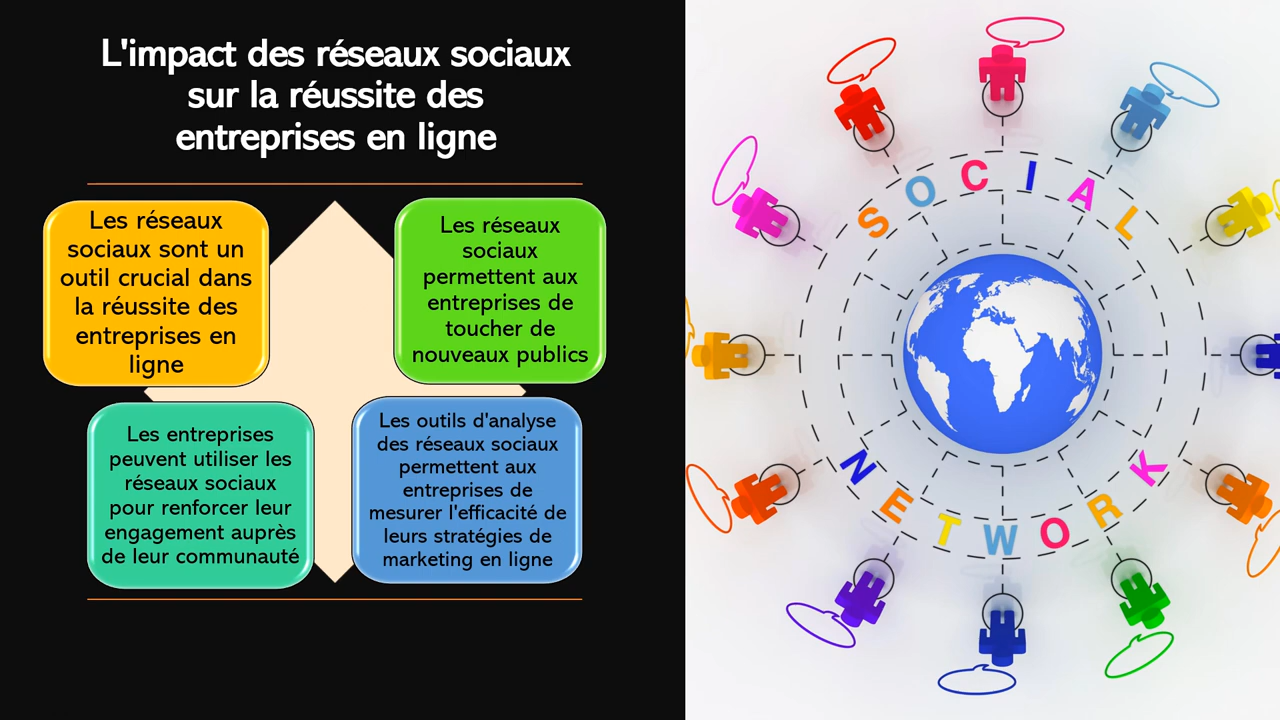 L'impact des réseaux sociaux
sur la réussite des
entreprises en ligne
Les réseaux
sociaux sont un
outil crucial dans
la réussite des
entreprises en
ligne
Les réseaux
sociaux
permettent aux
entreprises de
toucher de
nouveaux publics
Les entreprises
peuvent utiliser les
réseaux sociaux
pour renforcer leur
engagement auprès
de leur communauté
Les outils d'analyse
des réseaux sociaux
permettent aux
entreprises de
mesurer l'efficacité de
leurs stratégies de
marketing en ligne
SOCIAL
NETWORK